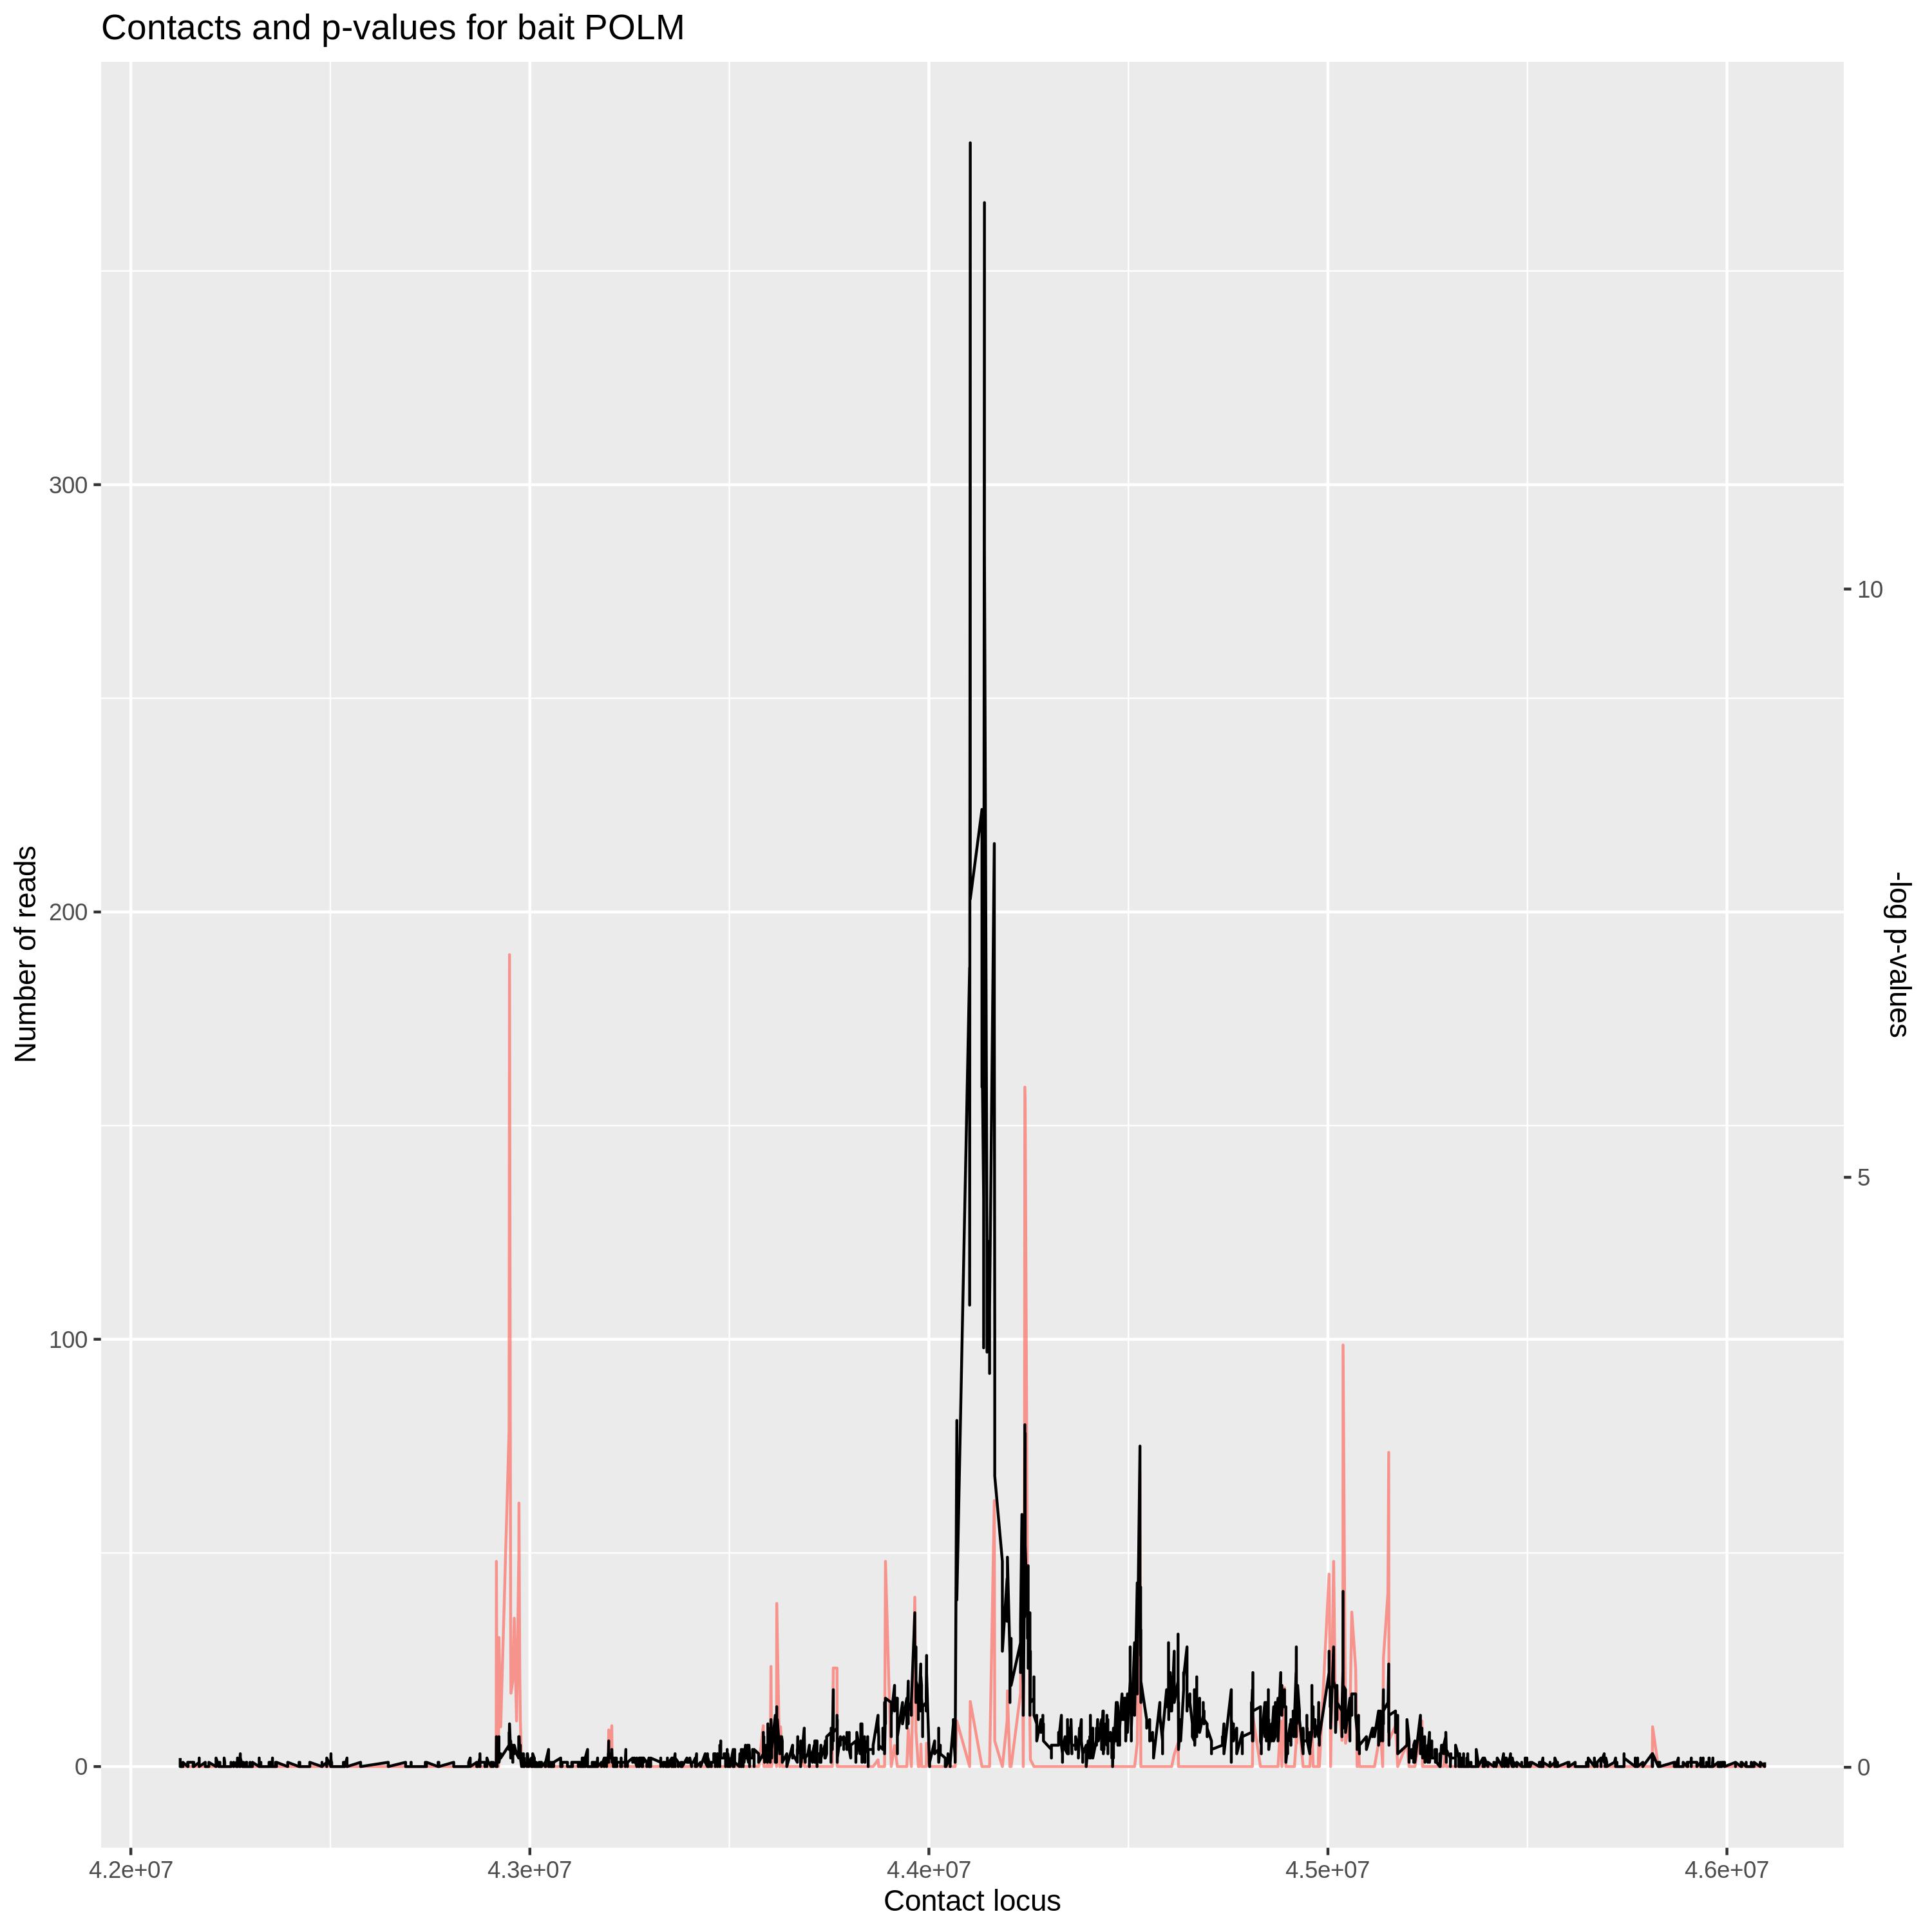 Contacts and p-values for bait POLM
Number of reads
300
200
100
0
10
5
0
-log p-values
4.2e+07
4.3e+07
4.4e+07
4.5e+07
4.6e+07
Contact locus